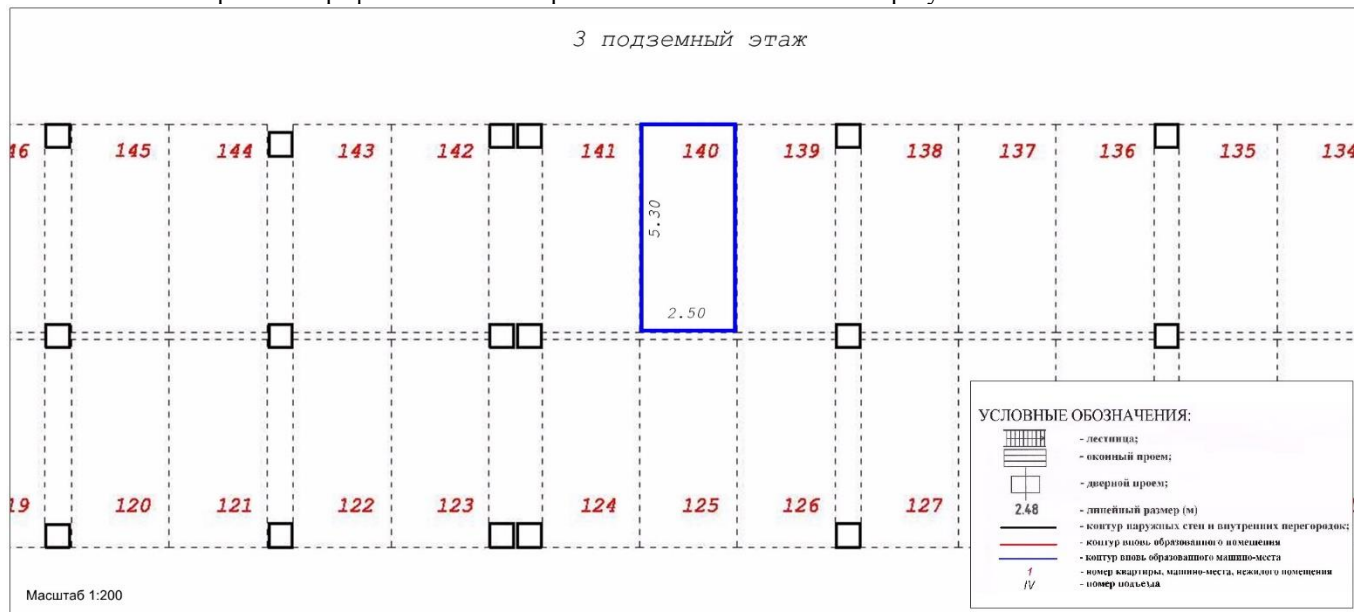 3 подземный этаж
46 145 144 143 142 141 140 139 138 137 136 135 134
5.30
2.50
19 120 121 122 123 124 125 126 127
УСЛОВНЫЕ ОБОЗНАЧЕНИЯ:
- лестница;
- оконный проем;
- дверной проем;
2.48 - линейный размер (м)
- контур наружных стен и внутренних перегородок;
- контур вновь образованного помещения
- контур вновь образованного машино-места
1 - номер квартиры, машино-места, нежилого помещения
IV - номер подъезда
Масштаб 1:200